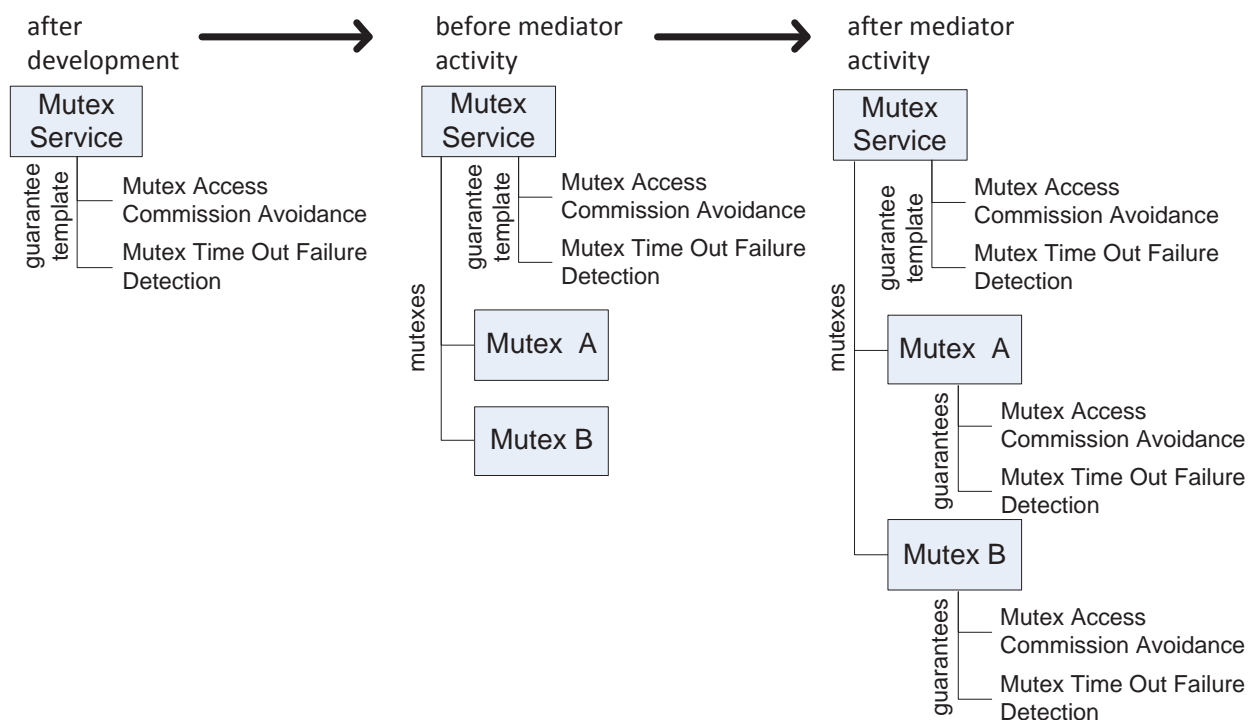 after
development
before mediator
activity
after mediator
activity
Mutex
Service
guarantee
template
Mutex Access
Commission Avoidance
Mutex Time Out Failure
Detection
Mutex
Service
guarantee
template
Mutex Access
Commission Avoidance
Mutex Time Out Failure
Detection
mutexes
Mutex A
Mutex B
Mutex
Service
guarantee
template
Mutex Access
Commission Avoidance
Mutex Time Out Failure
Detection
mutexes
Mutex A
guarantees
Mutex Access
Commission Avoidance
Mutex Time Out Failure
Detection
Mutex B
guarantees
Mutex Access
Commission Avoidance
Mutex Time Out Failure
Detection